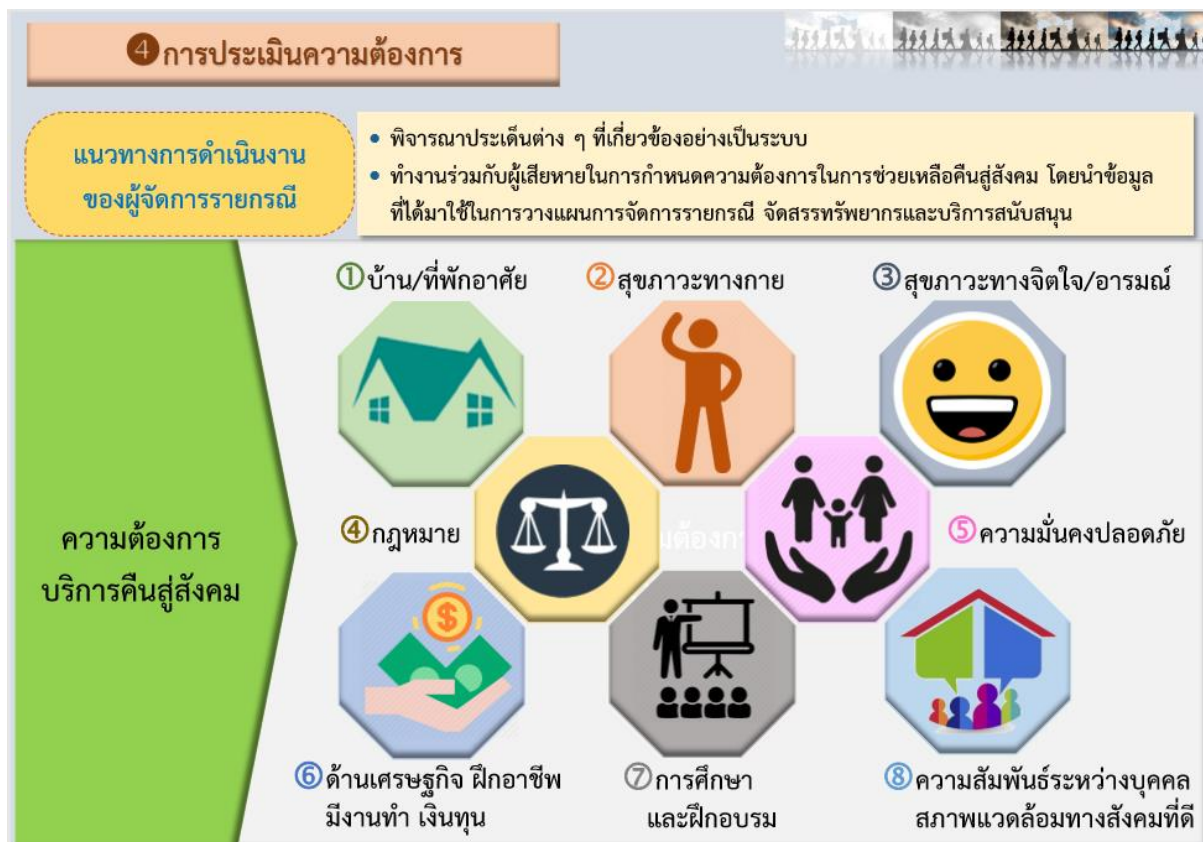 ❹การประเมินความต้องการ
แนวทางการดำเนินงาน
ของผู้จัดการรายกรณี
• พิจารณาประเด็นต่าง ๆ ที่เกี่ยวข้องอย่างเป็นระบบ
• ทำงานร่วมกับผู้เสียหายในการกำหนดความต้องการในการช่วยเหลือคืนสู่สังคม โดยนำข้อมูล
ที่ได้มาใช้ในการวางแผนการจัดการรายกรณี จัดสรรทรัพยากรและบริการสนับสนุน
ความต้องการ
บริการคืนสู่สังคม
①บ้าน/ที่พักอาศัย
②สุขภาวะทางกาย
③สุขภาวะทางจิตใจ/อารมณ์
④กฎหมาย
⑤ความมั่นคงปลอดภัย
⑥ด้านเศรษฐกิจ ฝึกอาชีพ
มีงานทำ เงินทุน
⑦การศึกษา
และฝึกอบรม
⑧ความสัมพันธ์ระหว่างบุคคล
สภาพแวดล้อมทางสังคมที่ดี